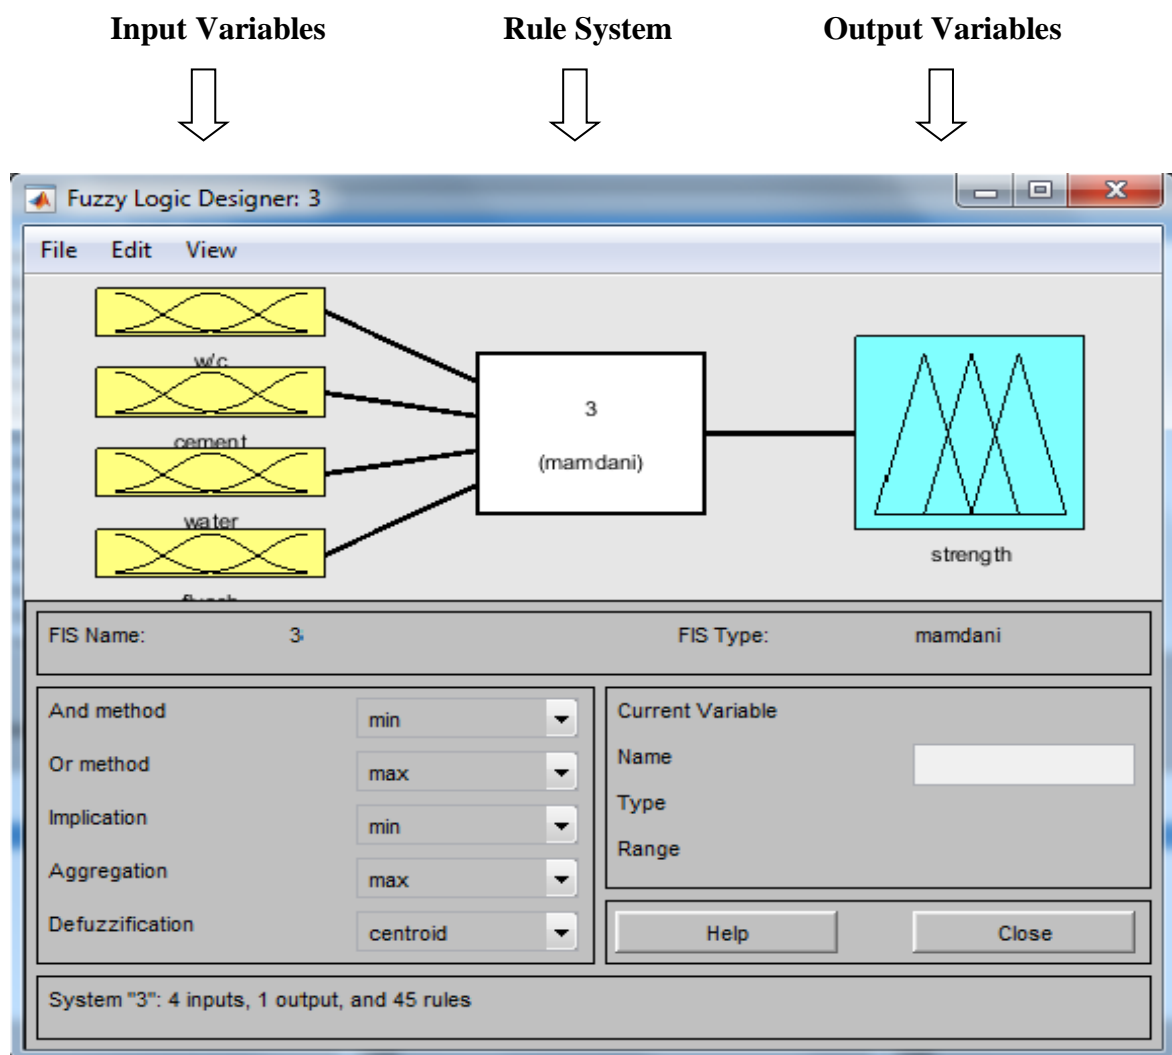 Input Variables Rule System Output Variables
Fuzzy Logic Designer: 3
File Edit View
w/c
cement
water
3
(mamdani)
strength
FIS Name: 3 FIS Type: mamdani
And method min
Or method max
Implication min
Aggregation max
Defuzzification centroid
Current Variable
Name
Type
Range
Help Close
System "3": 4 inputs, 1 output, and 45 rules